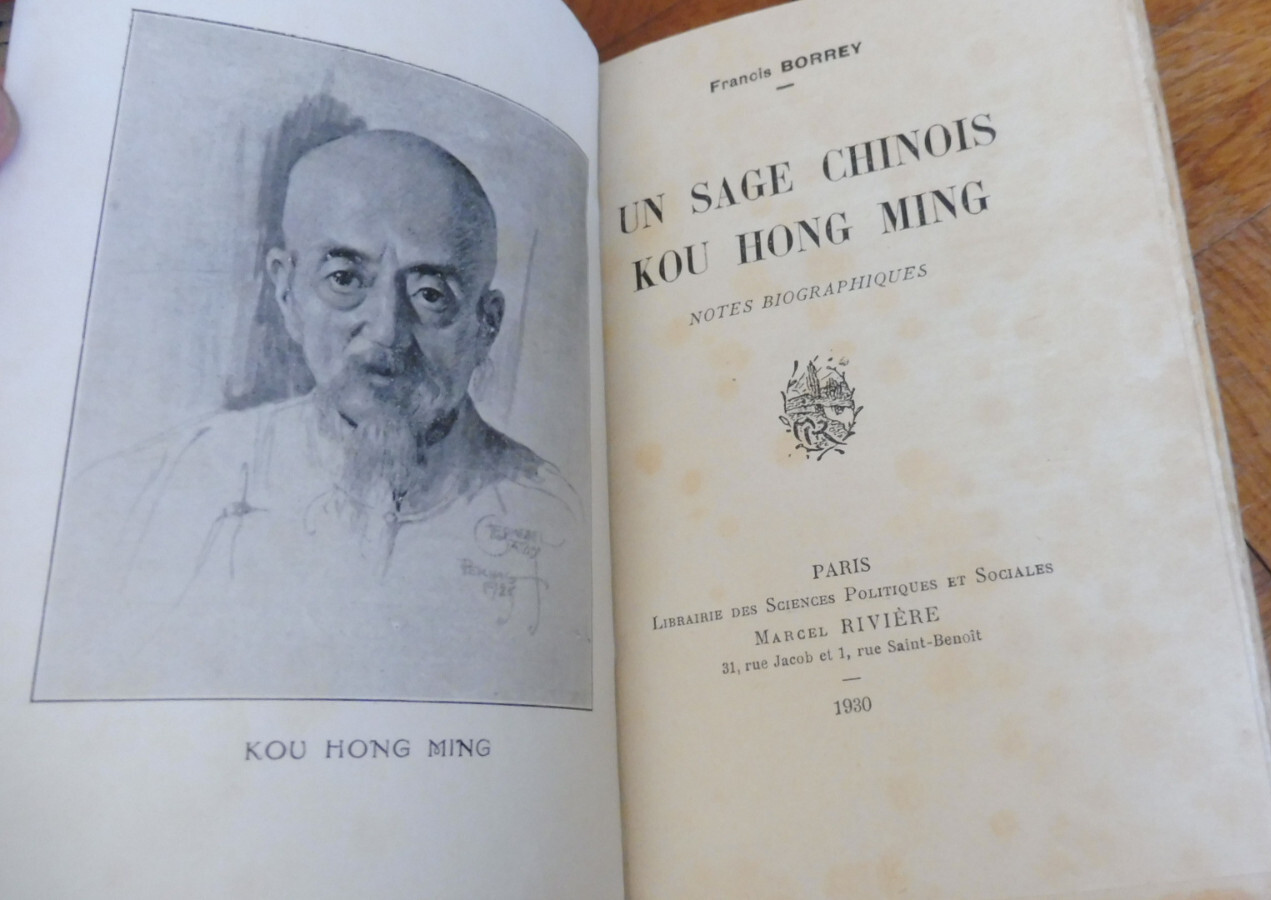 KOU HONG MING
Francis BORREY
UN SAGE CHINOIS
KOU HONG MING
NOTES BIOGRAPHIQUES
PARIS
LIBRAIRIE DES SCIENCES POLITIQUES ET SOCIALES
MARCEL RIVIÈRE
31, rue Jacob et 1, rue Saint-Benoît
1930